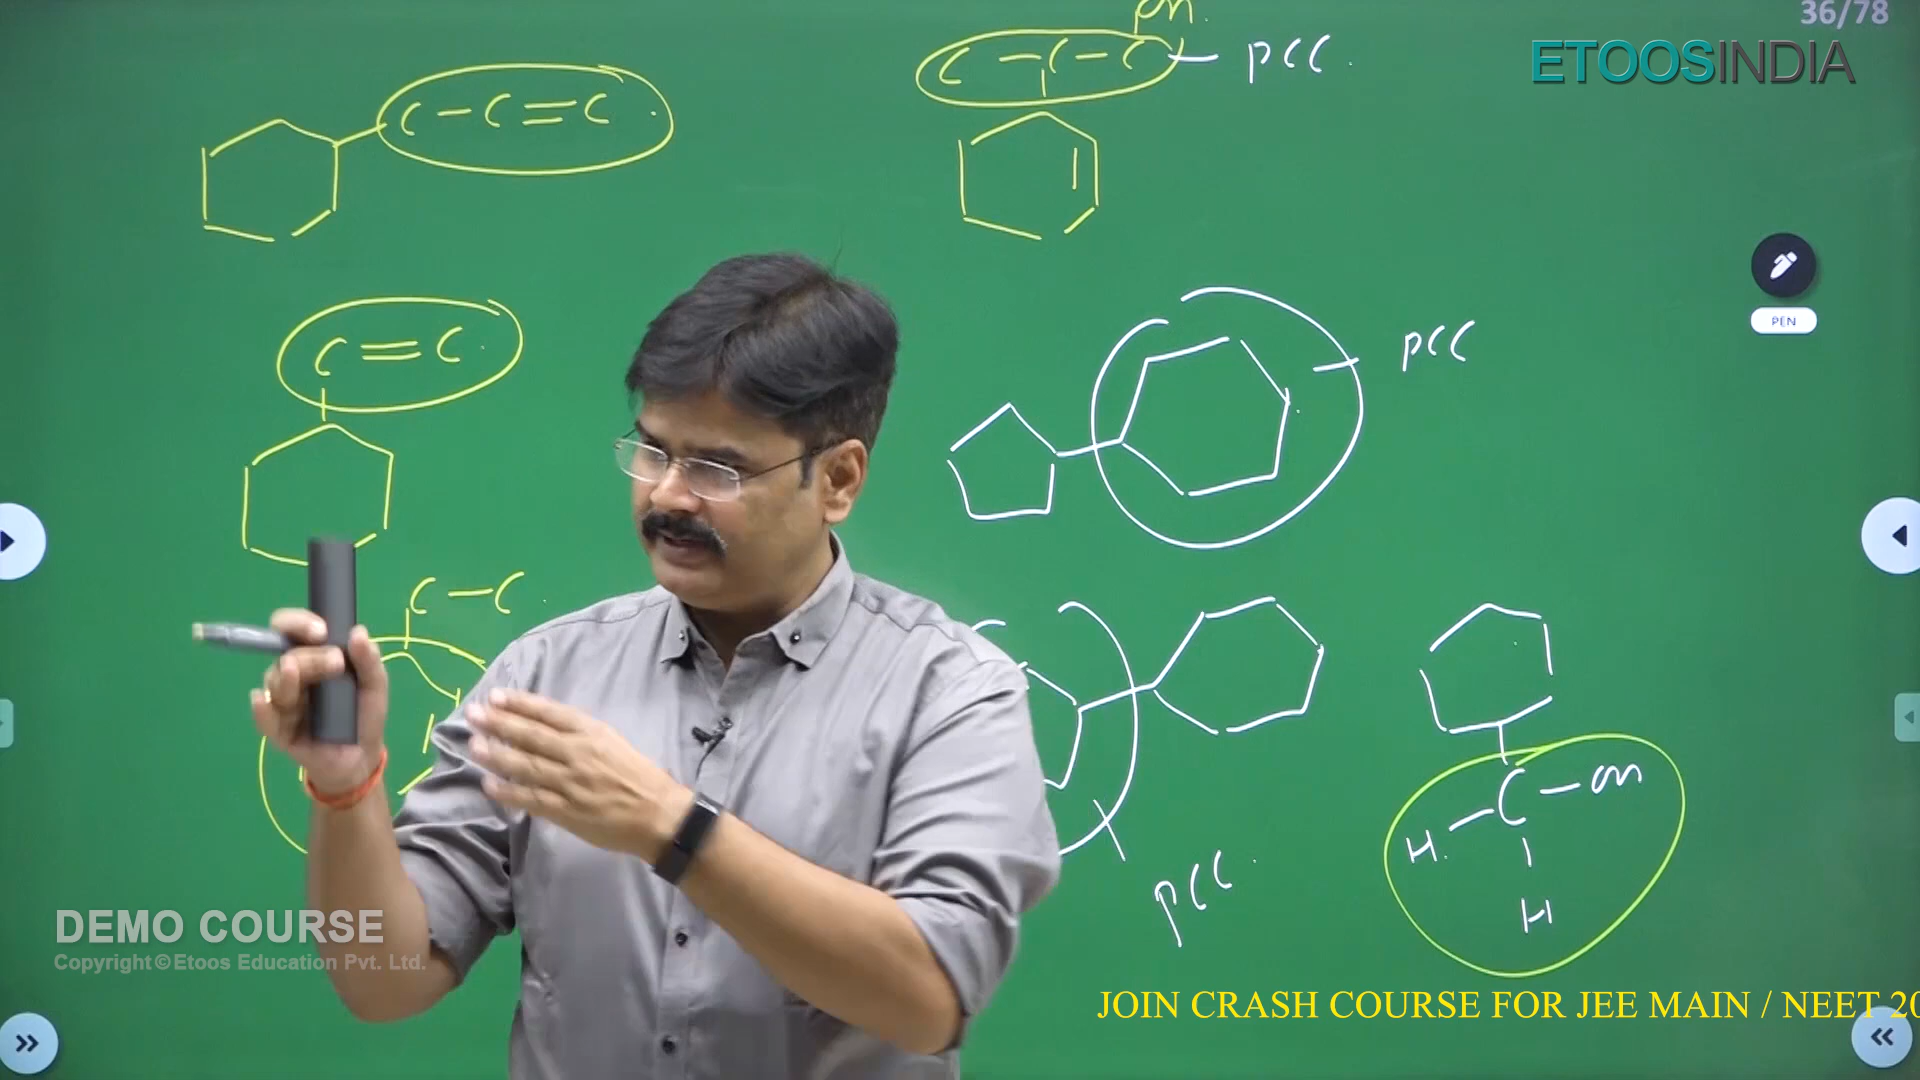 36/78
ETOOSINDIA
OH.
C - C - C - PCC.
C - C = C
PEN
C = C
PCC
C - C
C - OH
H
H
PCC
DEMO COURSE
Copyright © Etoos Education Pvt. Ltd.
JOIN CRASH COURSE FOR JEE MAIN / NEET 20